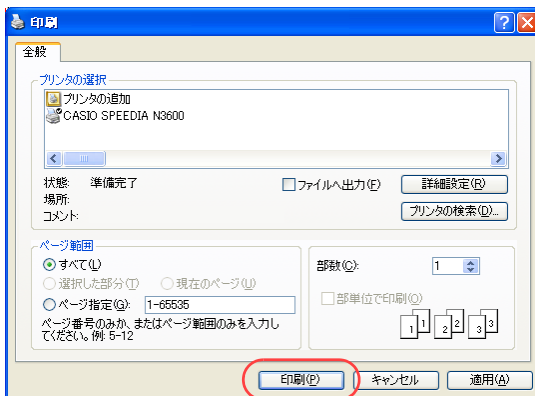 印刷
全般
プリンタの選択
プリンタの追加
CASIO SPEEDIA N3600
状態: 準備完了
場所:
コメント:
ファイルへ出力(F)
詳細設定(R)
プリンタの検索(D)...
ページ範囲
すべて(L)
選択した部分(T) 現在のページ(U)
ページ指定(G): 1-65535
ページ番号のみか、またはページ範囲のみを入力し
てください。例: 5-12
部数(C): 1
部単位で印刷(O)
1 1 2 2 3 3
印刷(P) キャンセル 適用(A)